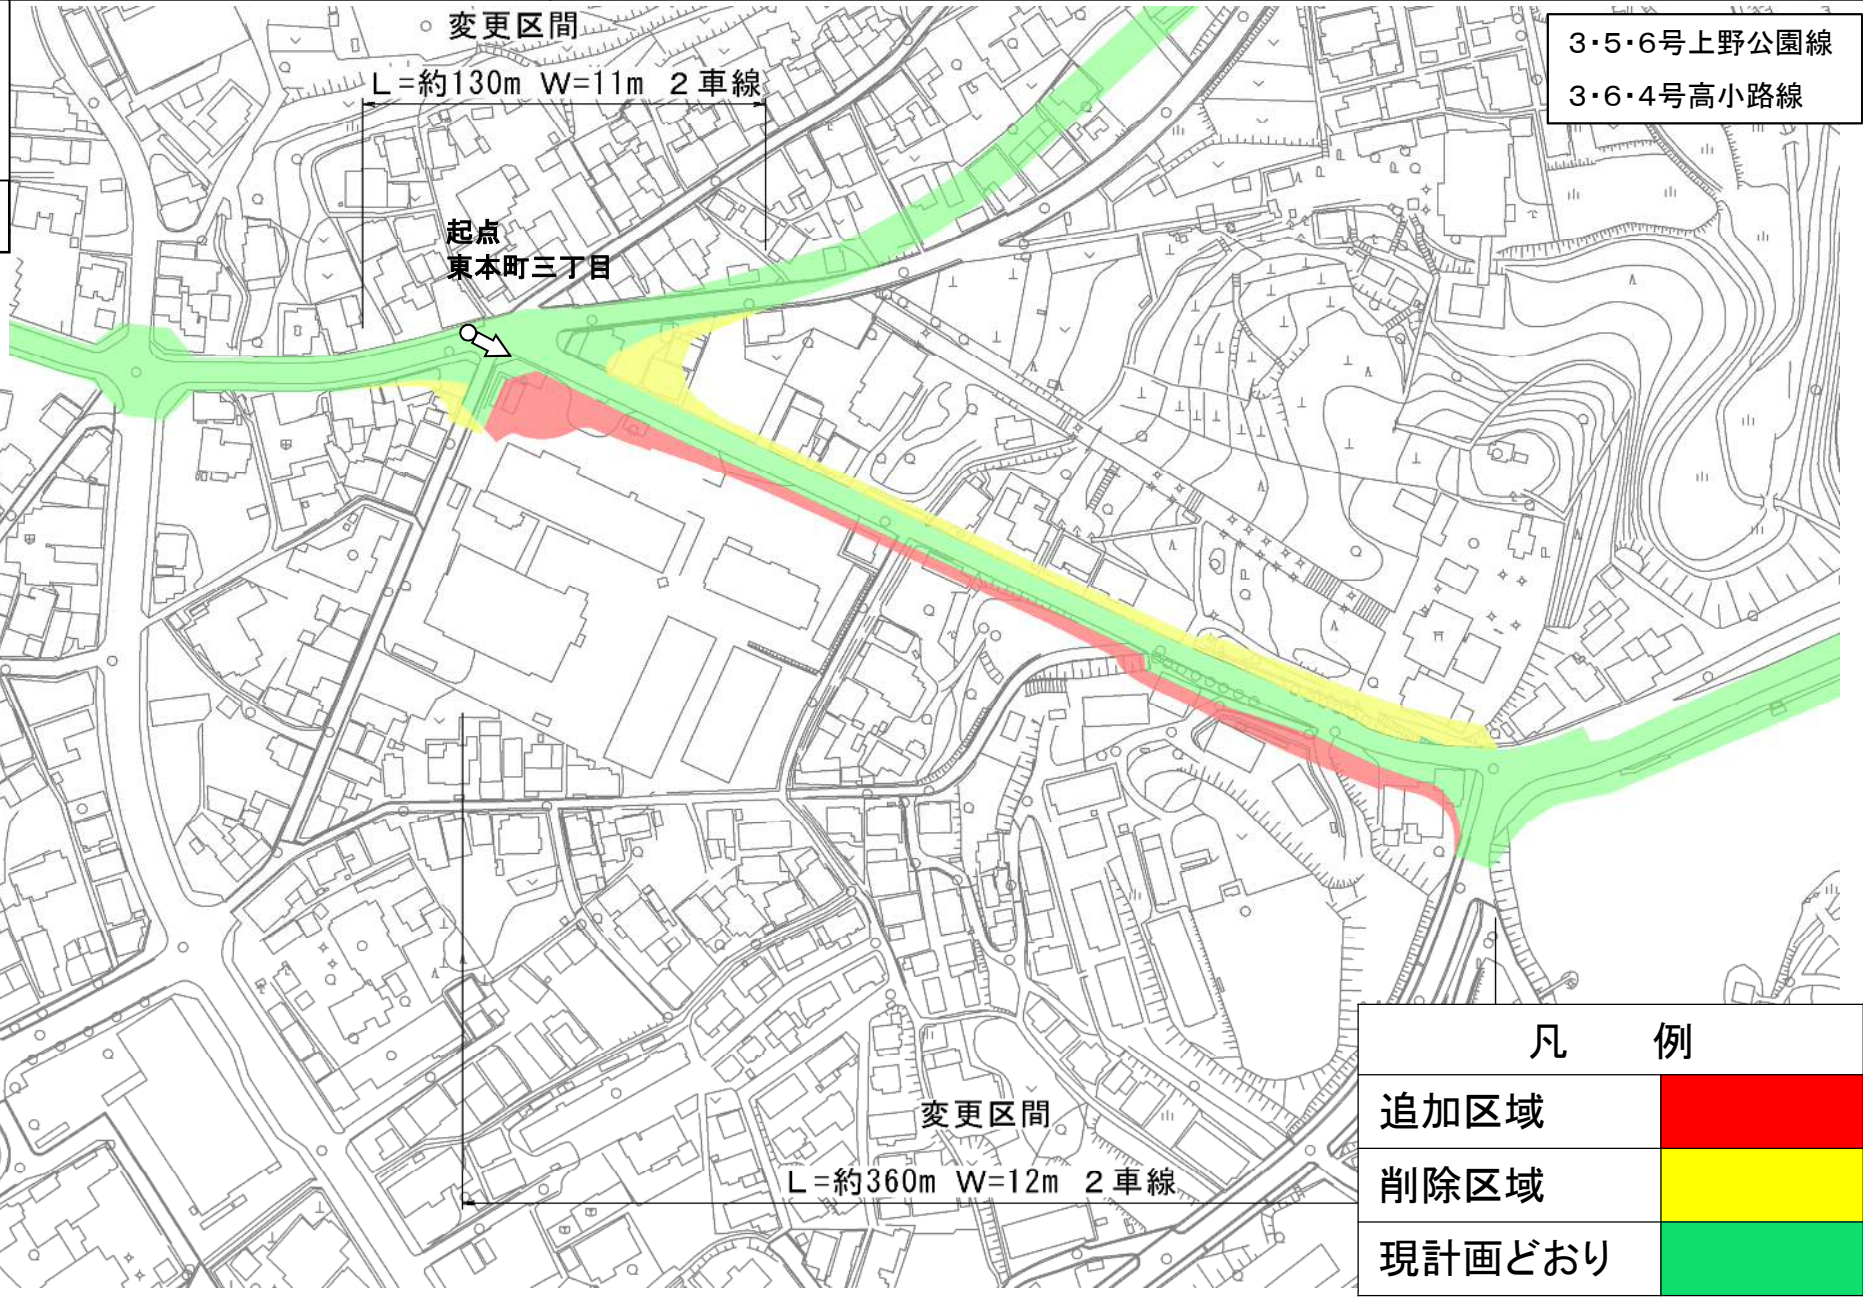 変更区間
L=約130m W=11m 2車線
3・5・6号上野公園線
3・6・4号高小路線
起点
東本町三丁目
変更区間
L=約360m W=12m 2車線
凡 例
追加区域
削除区域
現計画どおり